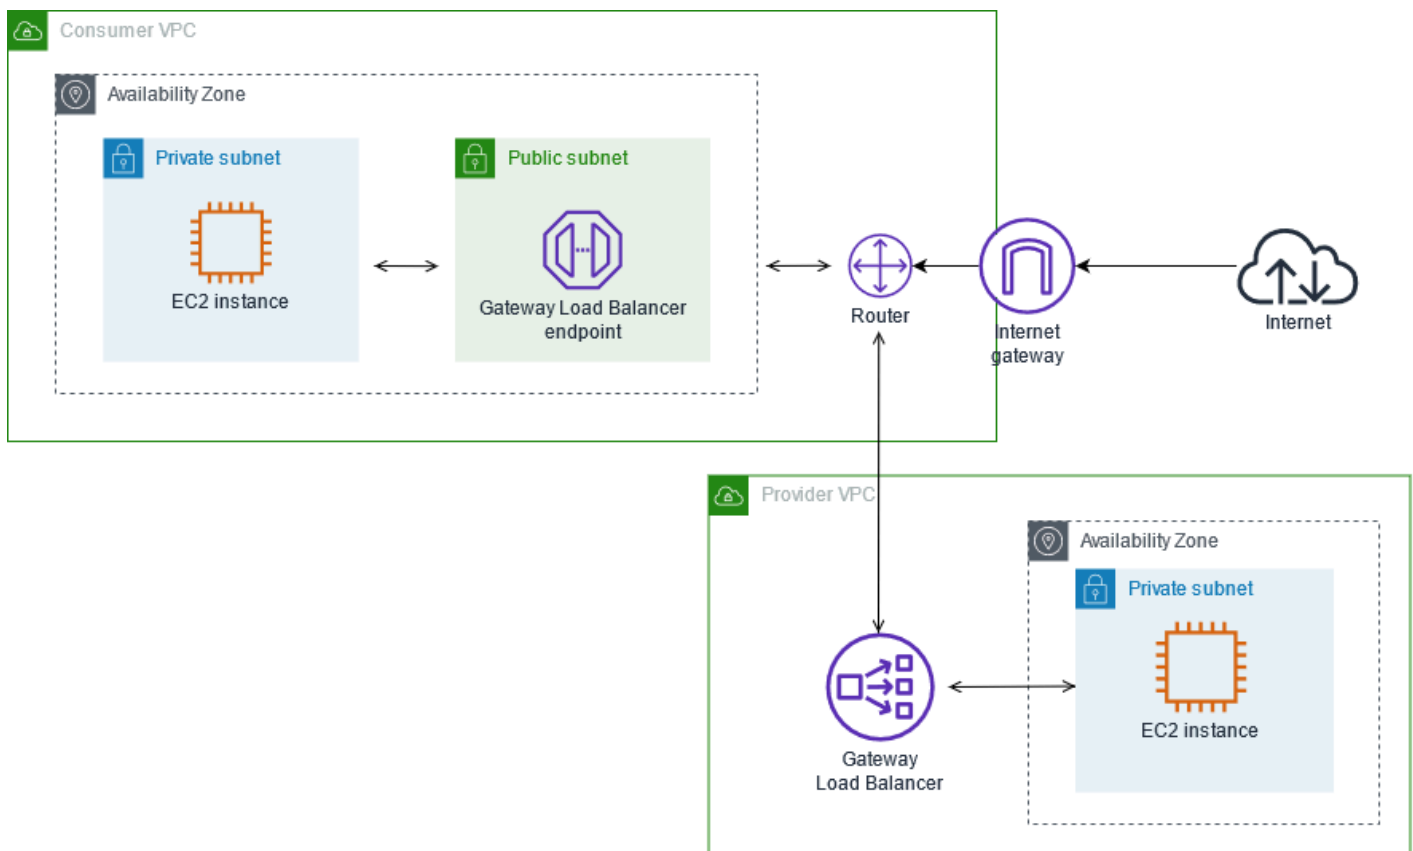 Consumer VPC
Availability Zone
Private subnet
EC2 instance
Public subnet
Gateway Load Balancer
endpoint
Router
Internet
gateway
Internet
Provider VPC
Availability Zone
Private subnet
EC2 instance
Gateway
Load Balancer